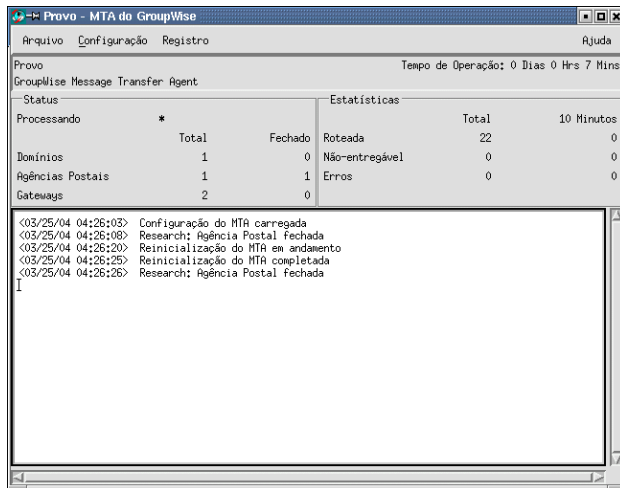 Provo - MTA do GroupWise
Arquivo Configuração Registro Ajuda
Provo Tempo de Operação: 0 Dias 0 Hrs 7 Mins
GroupWise Message Transfer Agent
Status Estatísticas
Processando * Total 10 Minutos
Total Fechado Roteada 22 0
Domínios 1 0 Não-entregável 0 0
Agências Postais 1 1 Erros 0 0
Gateways 2 0
<03/25/04 04:26:03> Configuração do MTA carregada
<03/25/04 04:26:08> Research: Agência Postal fechada
<03/25/04 04:26:20> Reinicialização do MTA em andamento
<03/25/04 04:26:25> Reinicialização do MTA completada
<03/25/04 04:26:26> Research: Agência Postal fechada